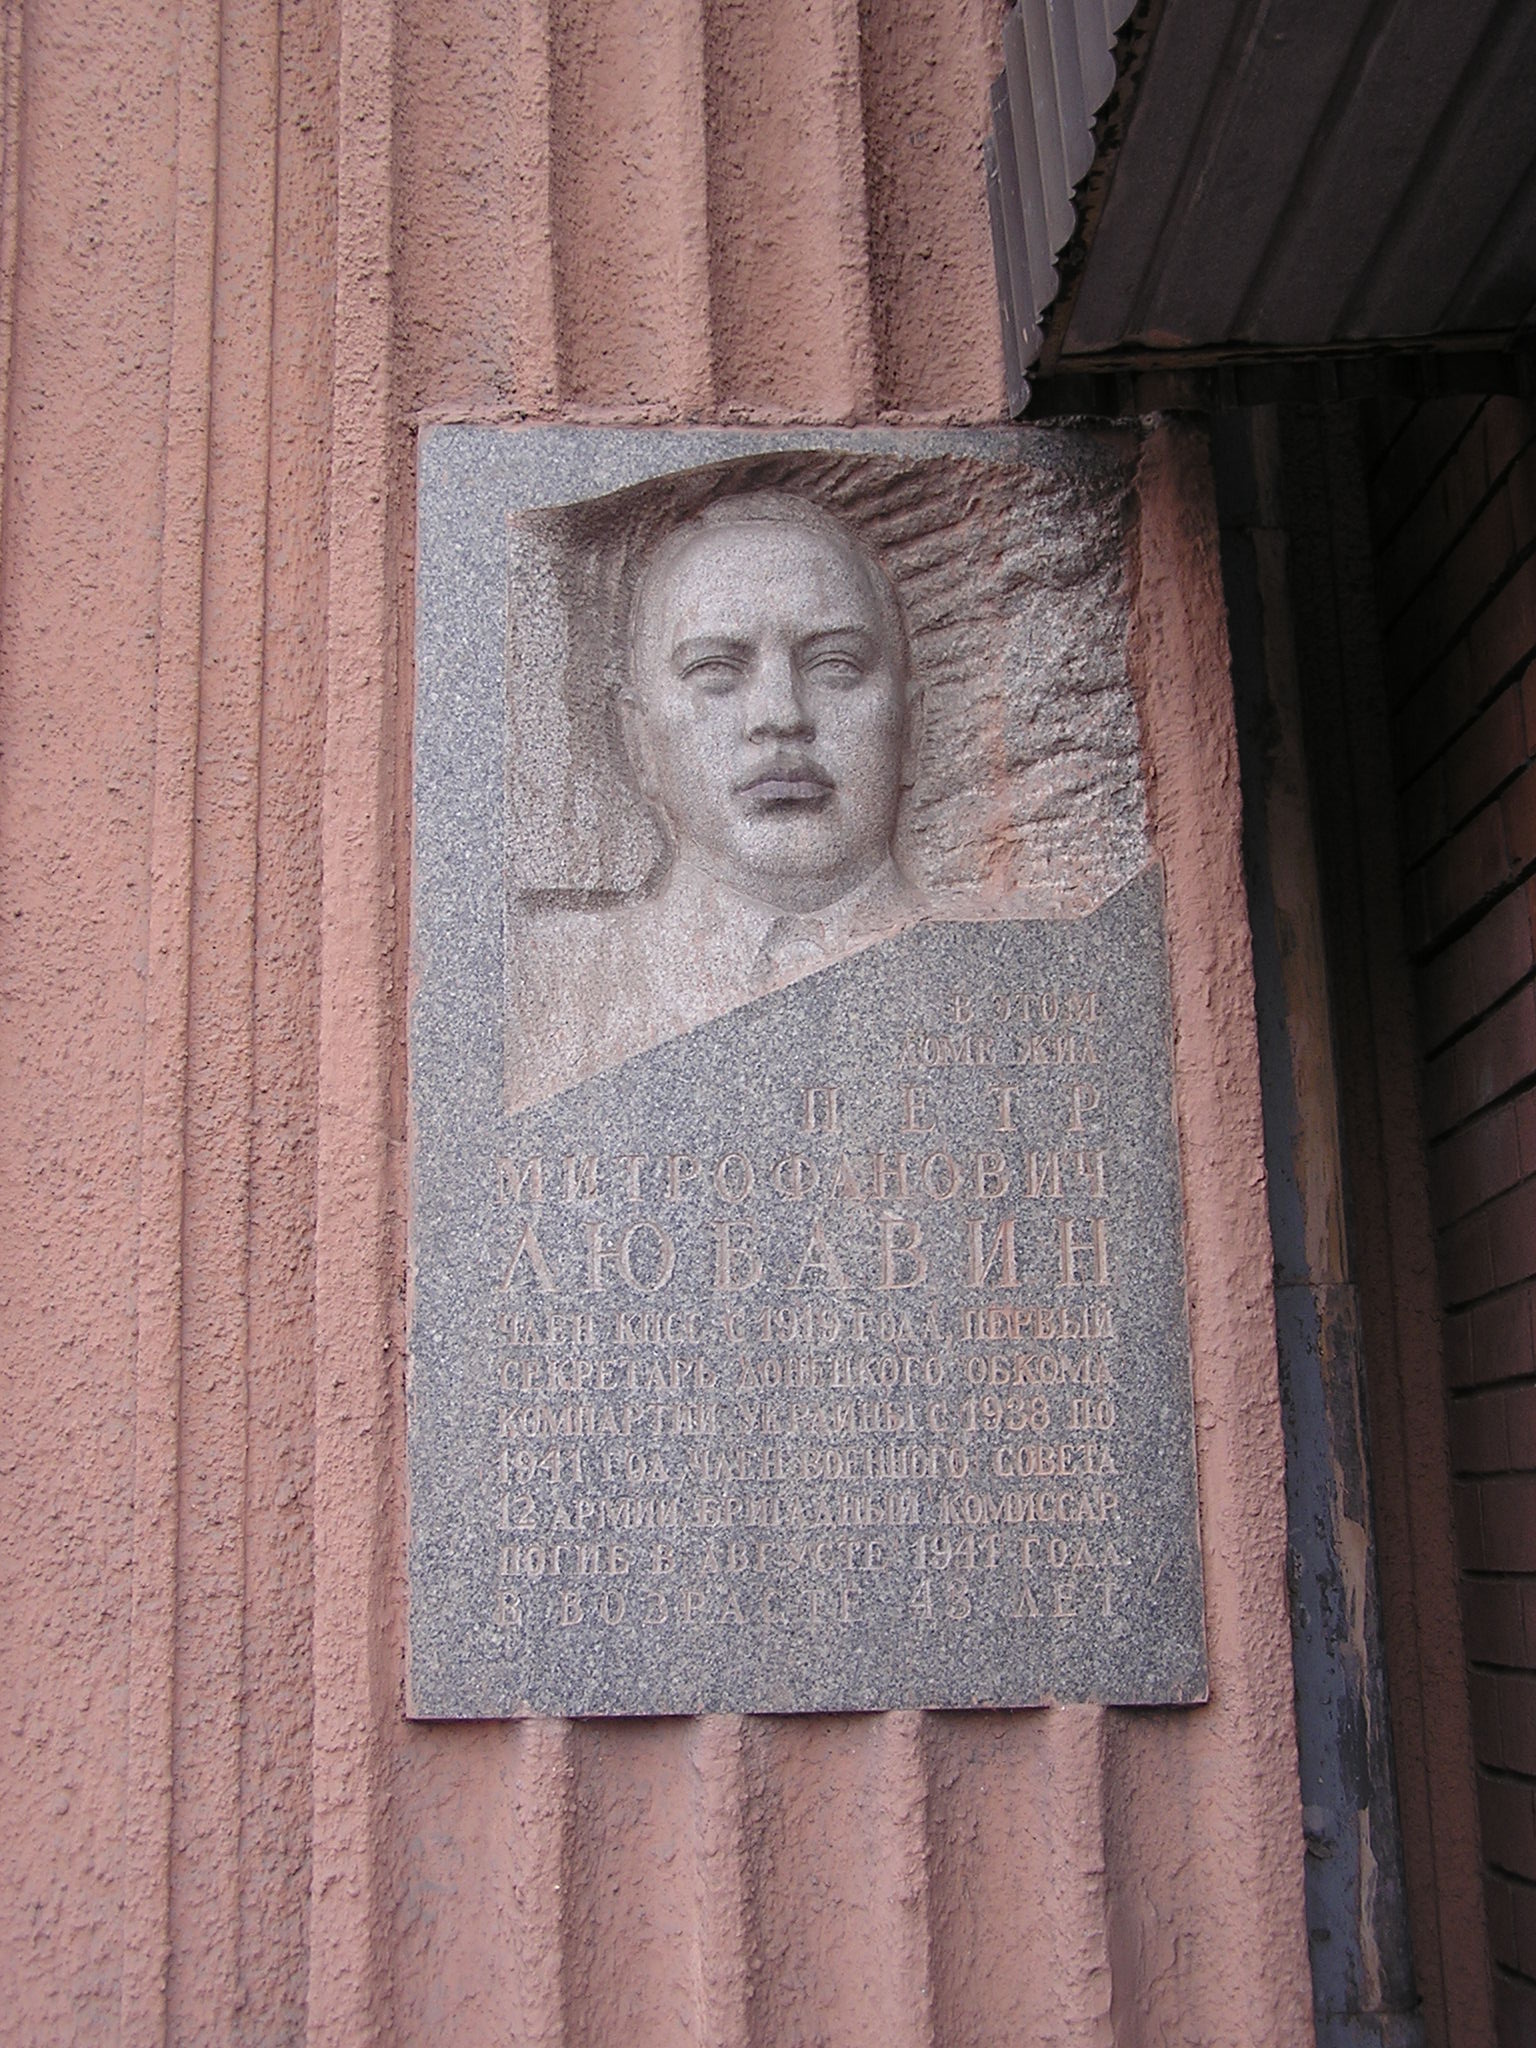 В ЭТОМ
ДОМЕ ЖИЛ
ПЕТР
МИТРОФАНОВИЧ
ЛЮБАВИН
ЧЛЕН КПСС С 1919 ГОДА, ПЕРВЫЙ
СЕКРЕТАРЬ ДОНЕЦКОГО ОБКОМА
КОМПАРТИИ УКРАИНЫ С 1938 ПО
1941 ГОД, ЧЛЕН ВОЕННОГО СОВЕТА
12 АРМИИ, БРИГАДНЫЙ КОМИССАР.
ПОГИБ В АВГУСТЕ 1941 ГОДА
В ВОЗРАСТЕ 43 ЛЕТ